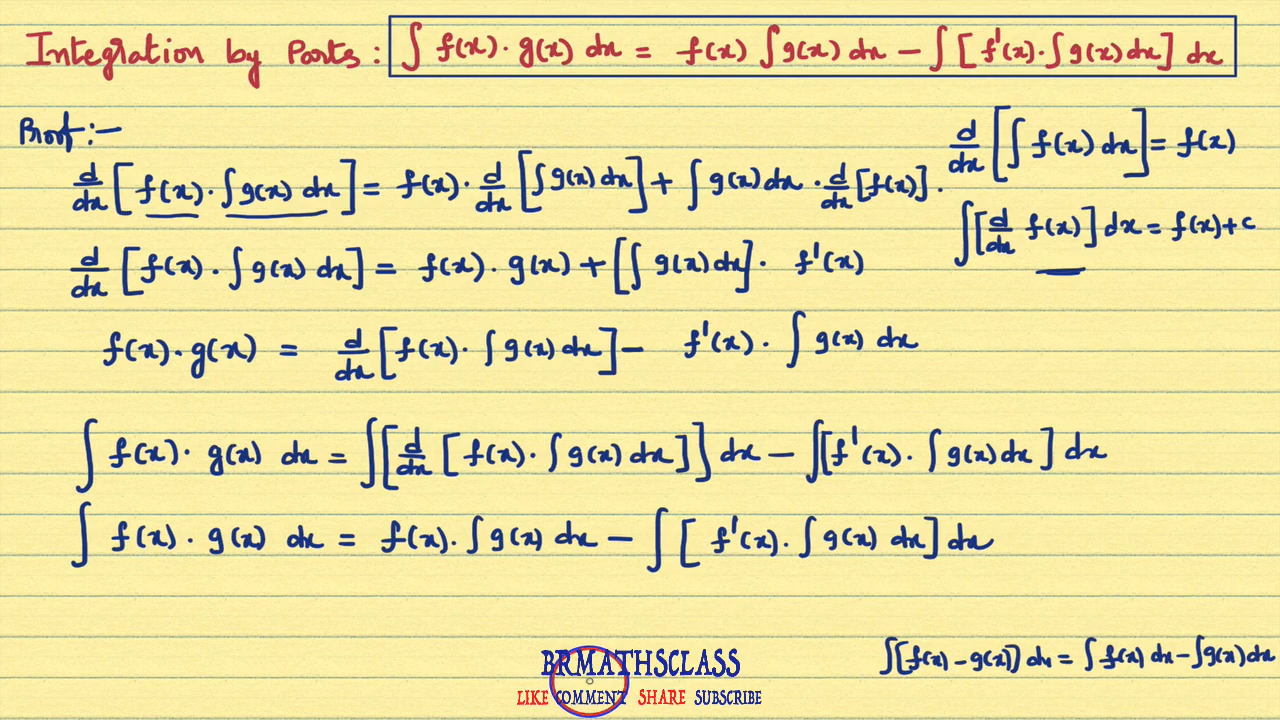 Integration by Parts: ∫ f(x)·g(x) dx = f(x) ∫g(x) dx − ∫[f'(x)·∫g(x)dx] dx
Proof:-
d/dx [∫ f(x) dx] = f(x)
d/dx [f(x)·∫g(x) dx] = f(x)· d/dx [∫g(x) dx] + ∫ g(x) dx · d/dx [f(x)].
∫[d/dx f(x)] dx = f(x)+c
d/dx [f(x)·∫ g(x) dx] = f(x)·g(x) + [∫ g(x) dx]· f'(x)
f(x)·g(x) = d/dx [f(x)·∫ g(x) dx] − f'(x)·∫ g(x) dx
∫ f(x)· g(x) dx = ∫[d/dx [f(x)·∫g(x) dx]] dx − ∫[f'(x)·∫g(x) dx] dx
∫ f(x)·g(x) dx = f(x)·∫g(x) dx − ∫ [f'(x)·∫g(x) dx] dx
∫[f(x) − g(x)] dx = ∫ f(x) dx − ∫g(x) dx
BRMATHSCLASS
LIKE COMMENT SHARE SUBSCRIBE